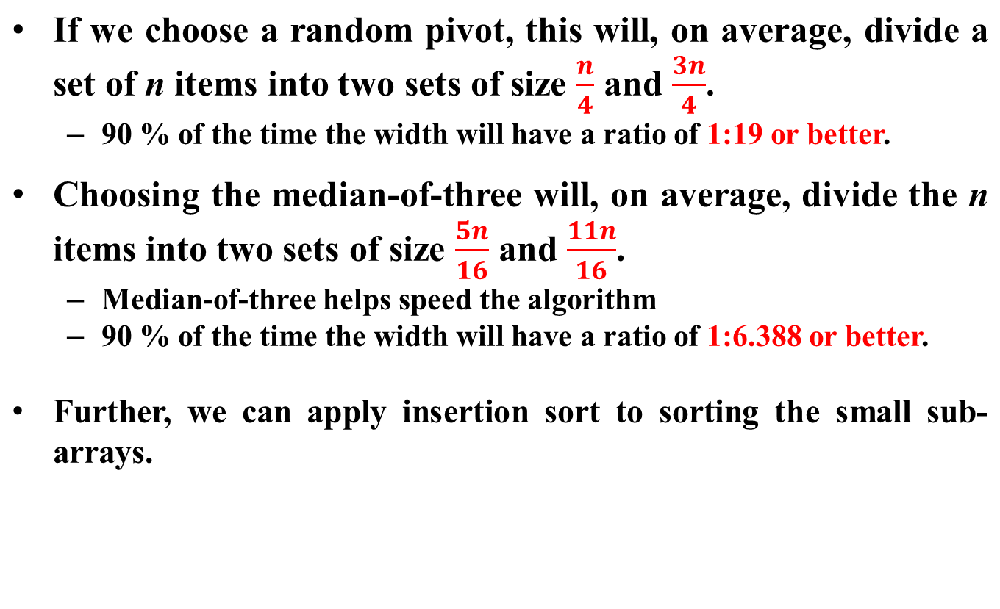 • If we choose a random pivot, this will, on average, divide a
set of n items into two sets of size n/4 and 3n/4.
– 90 % of the time the width will have a ratio of 1:19 or better.
• Choosing the median-of-three will, on average, divide the n
items into two sets of size 5n/16 and 11n/16.
– Median-of-three helps speed the algorithm
– 90 % of the time the width will have a ratio of 1:6.388 or better.
• Further, we can apply insertion sort to sorting the small sub-
arrays.